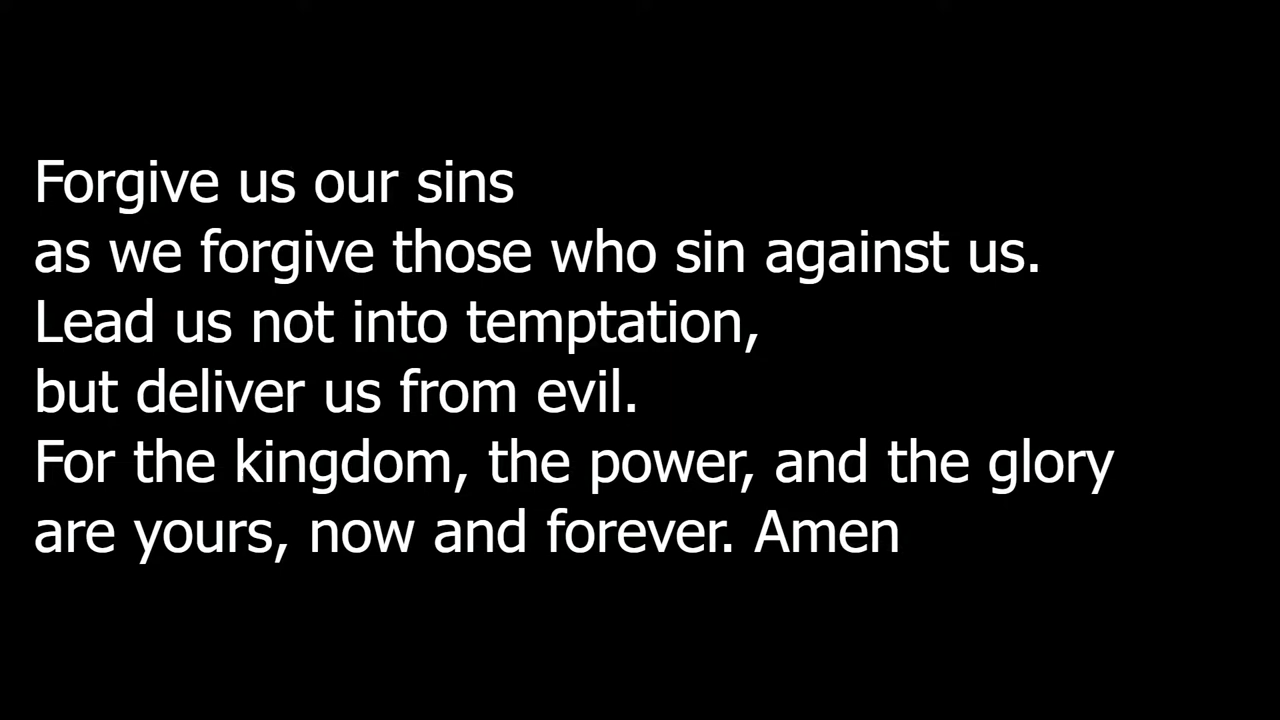 Forgive us our sins
as we forgive those who sin against us.
Lead us not into temptation,
but deliver us from evil.
For the kingdom, the power, and the glory
are yours, now and forever. Amen